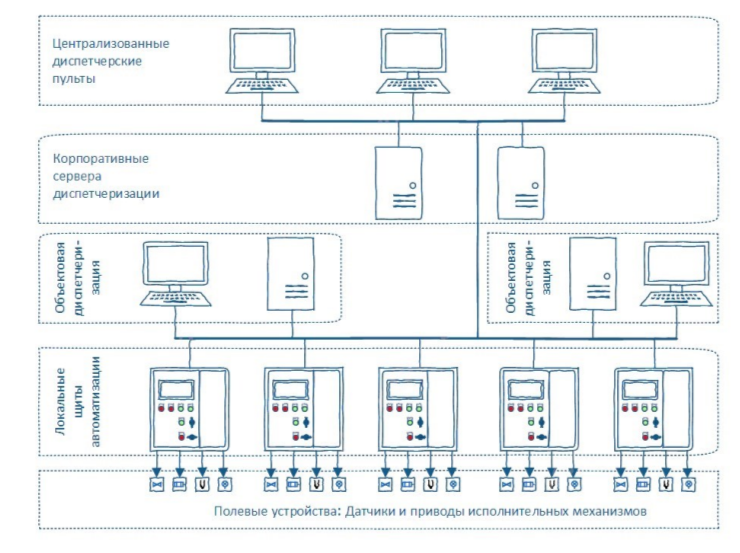 Централизованные
диспетчерские
пульты
Корпоративные
сервера
диспетчеризации
Объектовая
диспетчери-
зация
Объектовая
диспетчери-
зация
Локальные
щиты
автоматизации
Полевые устройства: Датчики и приводы исполнительных механизмов